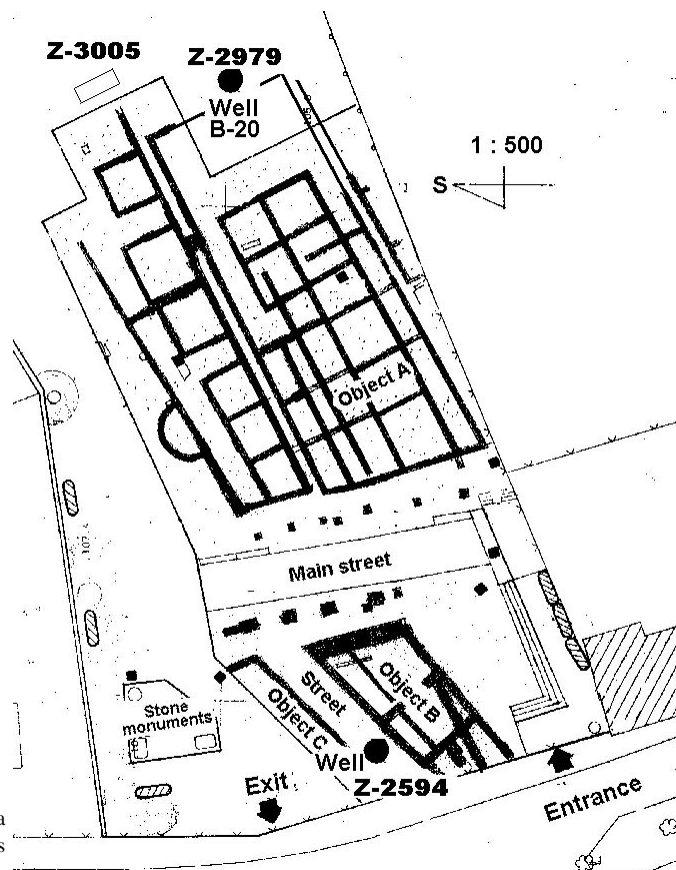 Z-3005
Z-2979
Well
B-20
1 : 500
S
Object A
Main street
Street
Object B
Object C
Stone
monuments
Well
Z-2594
Exit
Entrance
a
s